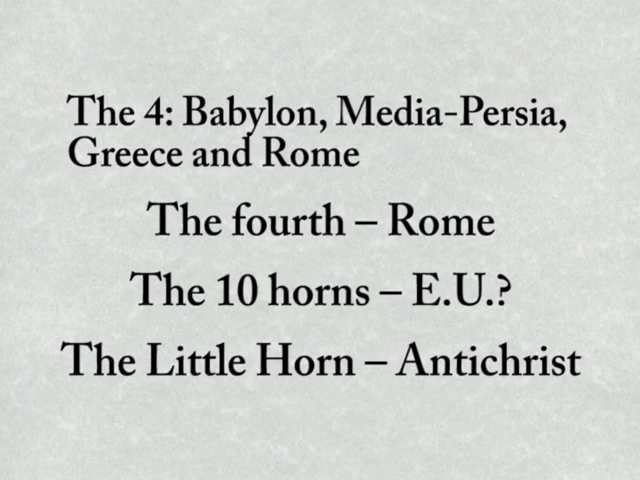 The 4: Babylon, Media-Persia,
Greece and Rome
The fourth – Rome
The 10 horns – E.U.?
The Little Horn – Antichrist